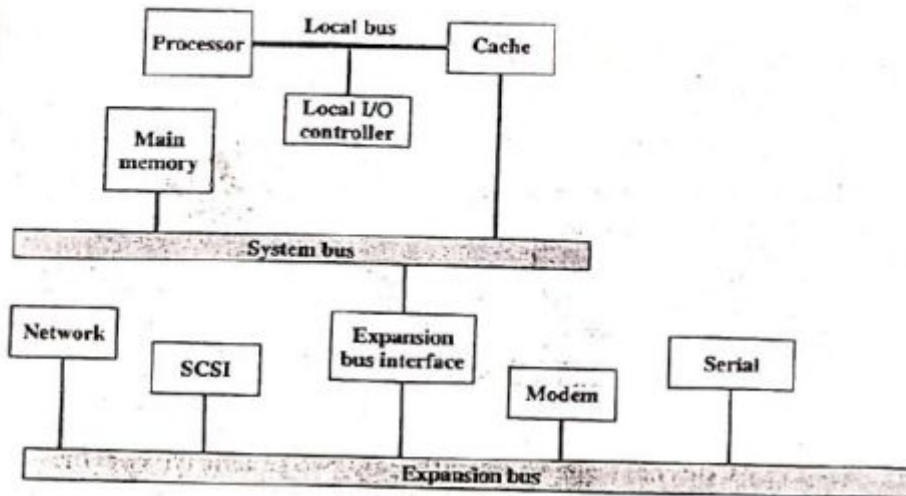 Local bus
Processor
Cache
Local I/O
controller
Main
memory
System bus
Network
SCSI
Expansion
bus interface
Modem
Serial
Expansion bus